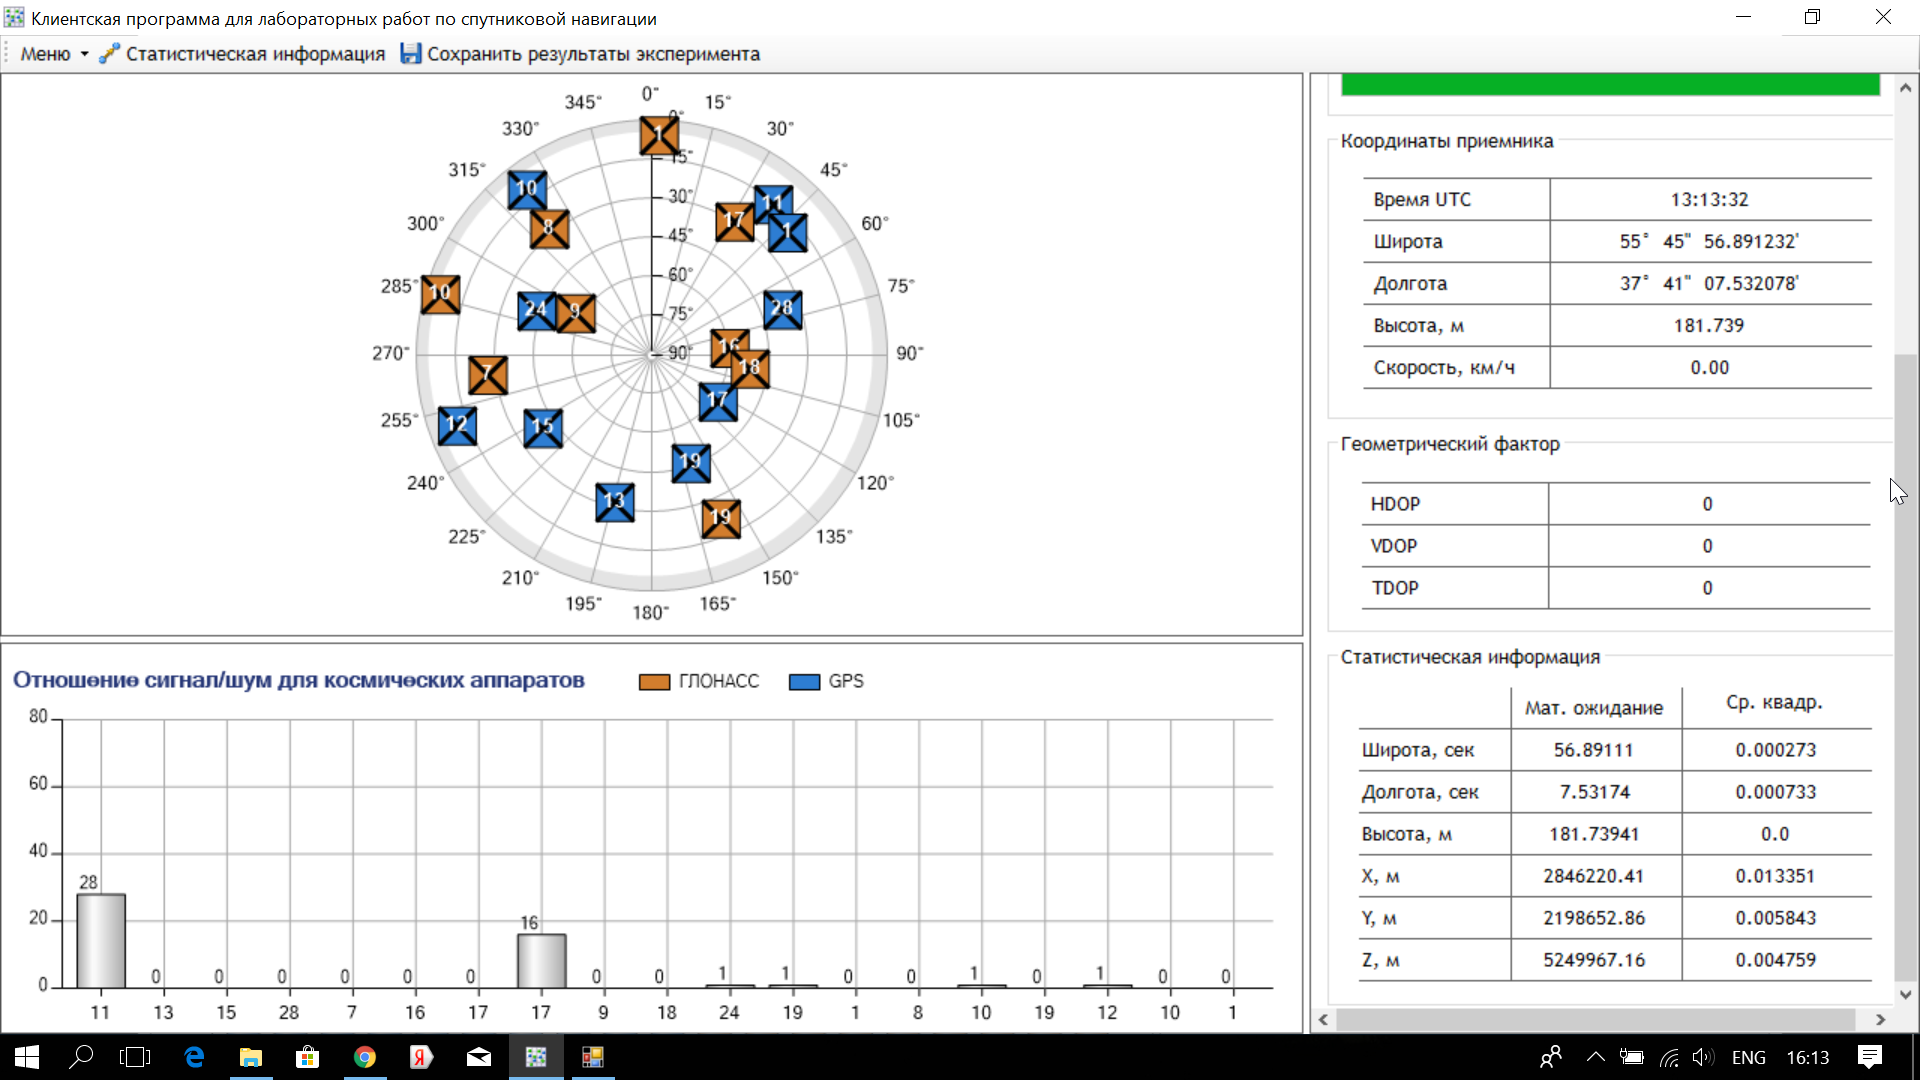 Клиентская программа для лабораторных работ по спутниковой навигации
Меню Статистическая информация Сохранить результаты эксперимента
0°
345° 15°
330° 30°
315° 45°
300° 60°
285° 75°
270° 90°
255° 105°
240° 120°
225° 135°
210° 150°
195° 165°
180°
0°
15°
30°
45°
60°
75°
90°
1
10
11
17
8
1
10
24
9
28
16
18
7
17
12
15
19
13
19
Отношение сигнал/шум для космических аппаратов ГЛОНАСС GPS
80
60
40
20
0
28 0 0 0 0 0 0 16 0 0 1 1 0 0 1 0 1 0 0
11 13 15 28 7 16 17 17 9 18 24 19 1 8 10 19 12 10 1
Координаты приемника
Время UTC 13:13:32
Широта 55° 45" 56.891232'
Долгота 37° 41" 07.532078'
Высота, м 181.739
Скорость, км/ч 0.00
Геометрический фактор
HDOP 0
VDOP 0
TDOP 0
Статистическая информация
Мат. ожидание Ср. квадр.
Широта, сек 56.89111 0.000273
Долгота, сек 7.53174 0.000733
Высота, м 181.73941 0.0
X, м 2846220.41 0.013351
Y, м 2198652.86 0.005843
Z, м 5249967.16 0.004759
ENG 16:13